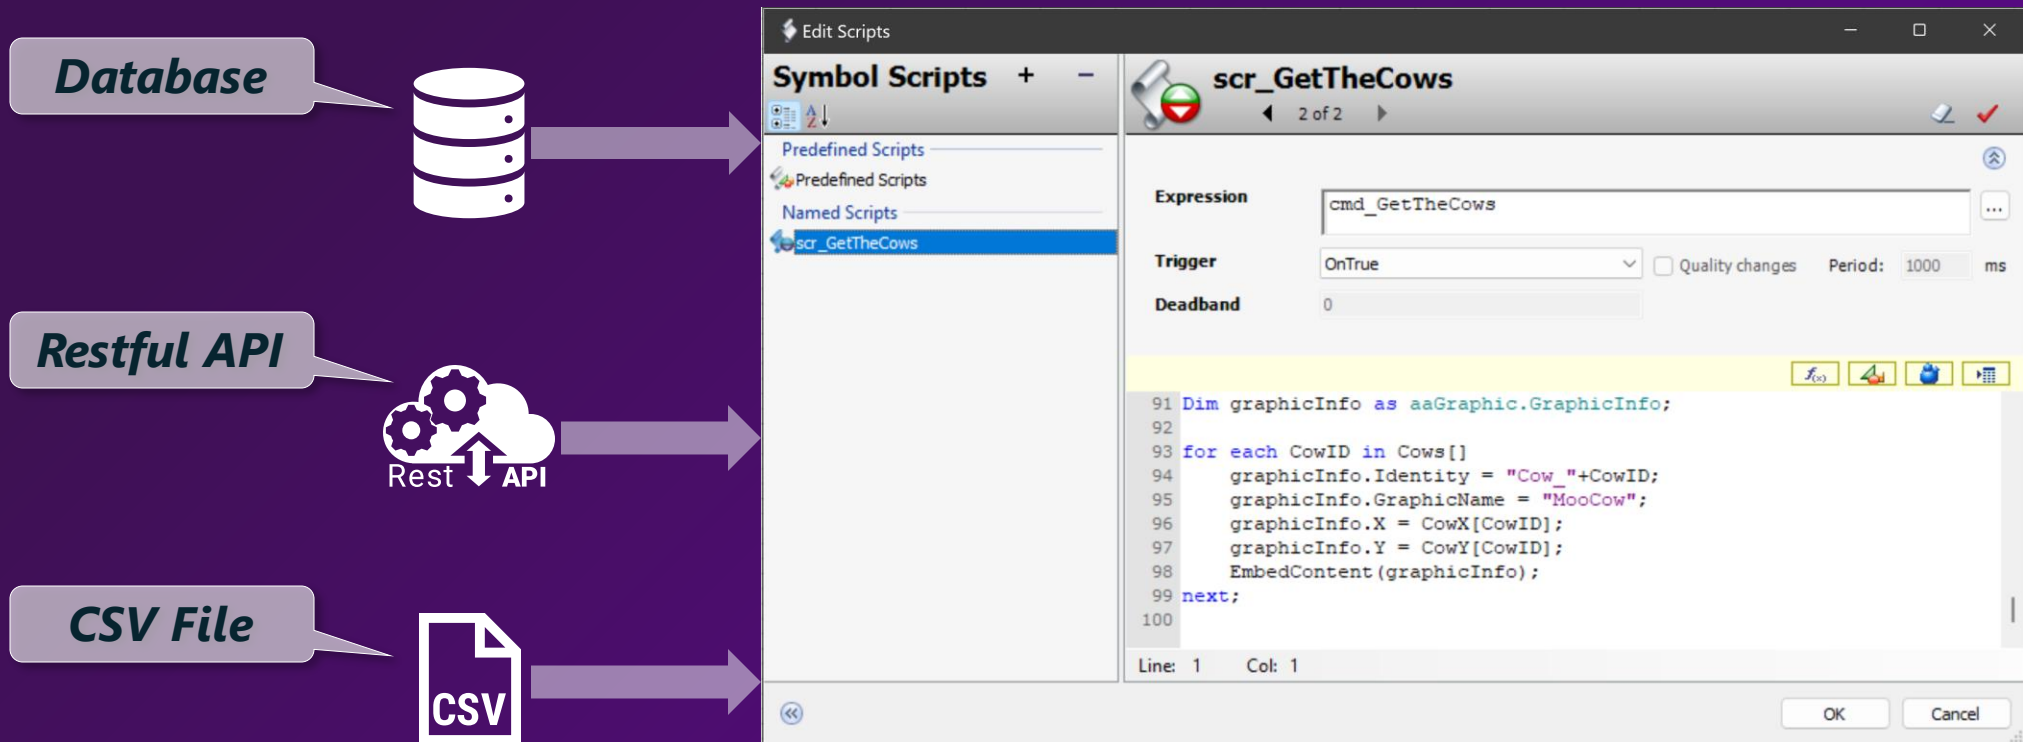 Database
Restful API
Rest API
CSV File
CSV
Edit Scripts
Symbol Scripts + −
Predefined Scripts
Predefined Scripts
Named Scripts
scr_GetTheCows
scr_GetTheCows
2 of 2
Expression cmd_GetTheCows ...
Trigger OnTrue Quality changes Period: 1000 ms
Deadband 0
91 Dim graphicInfo as aaGraphic.GraphicInfo;
92
93 for each CowID in Cows[]
94 graphicInfo.Identity = "Cow_"+CowID;
95 graphicInfo.GraphicName = "MooCow";
96 graphicInfo.X = CowX[CowID];
97 graphicInfo.Y = CowY[CowID];
98 EmbedContent(graphicInfo);
99 next;
100
Line: 1 Col: 1
OK Cancel